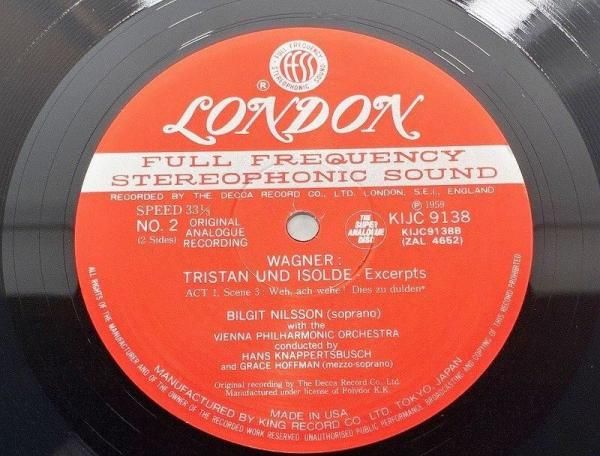 FULL FREQUENCY
STEREOPHONIC SOUND
ffss
®
LONDON
FULL FREQUENCY
STEREOPHONIC SOUND
RECORDED BY THE DECCA RECORD CO., LTD. LONDON, S.E.I., ENGLAND
SPEED 33⅓
NO. 2
(2 Sides)
ORIGINAL
ANALOGUE
RECORDING
THE
SUPER
ANALOGUE
DISC
Ⓟ 1959
KIJC 9138
KIJC9138B
(ZAL 4652)
WAGNER:
TRISTAN UND ISOLDE-Excerpts
ACT 1, Scene 3: Weh, ach wehe! Dies zu dulden*
BILGIT NILSSON (soprano)
with the
VIENNA PHILHARMONIC ORCHESTRA
conducted by
HANS KNAPPERTSBUSCH
and GRACE HOFFMAN (mezzo-soprano)
Original recording by The Decca Record Co., Ltd.
Manufactured under license of Polydor K.K.
MADE IN USA
MANUFACTURED BY KING RECORD CO., LTD. TOKYO, JAPAN
ALL RIGHTS OF THE MANUFACTURER AND OF THE OWNER OF THE RECORDED WORK RESERVED. UNAUTHORISED PUBLIC PERFORMANCE, BROADCASTING AND COPYING OF THIS RECORD PROHIBITED